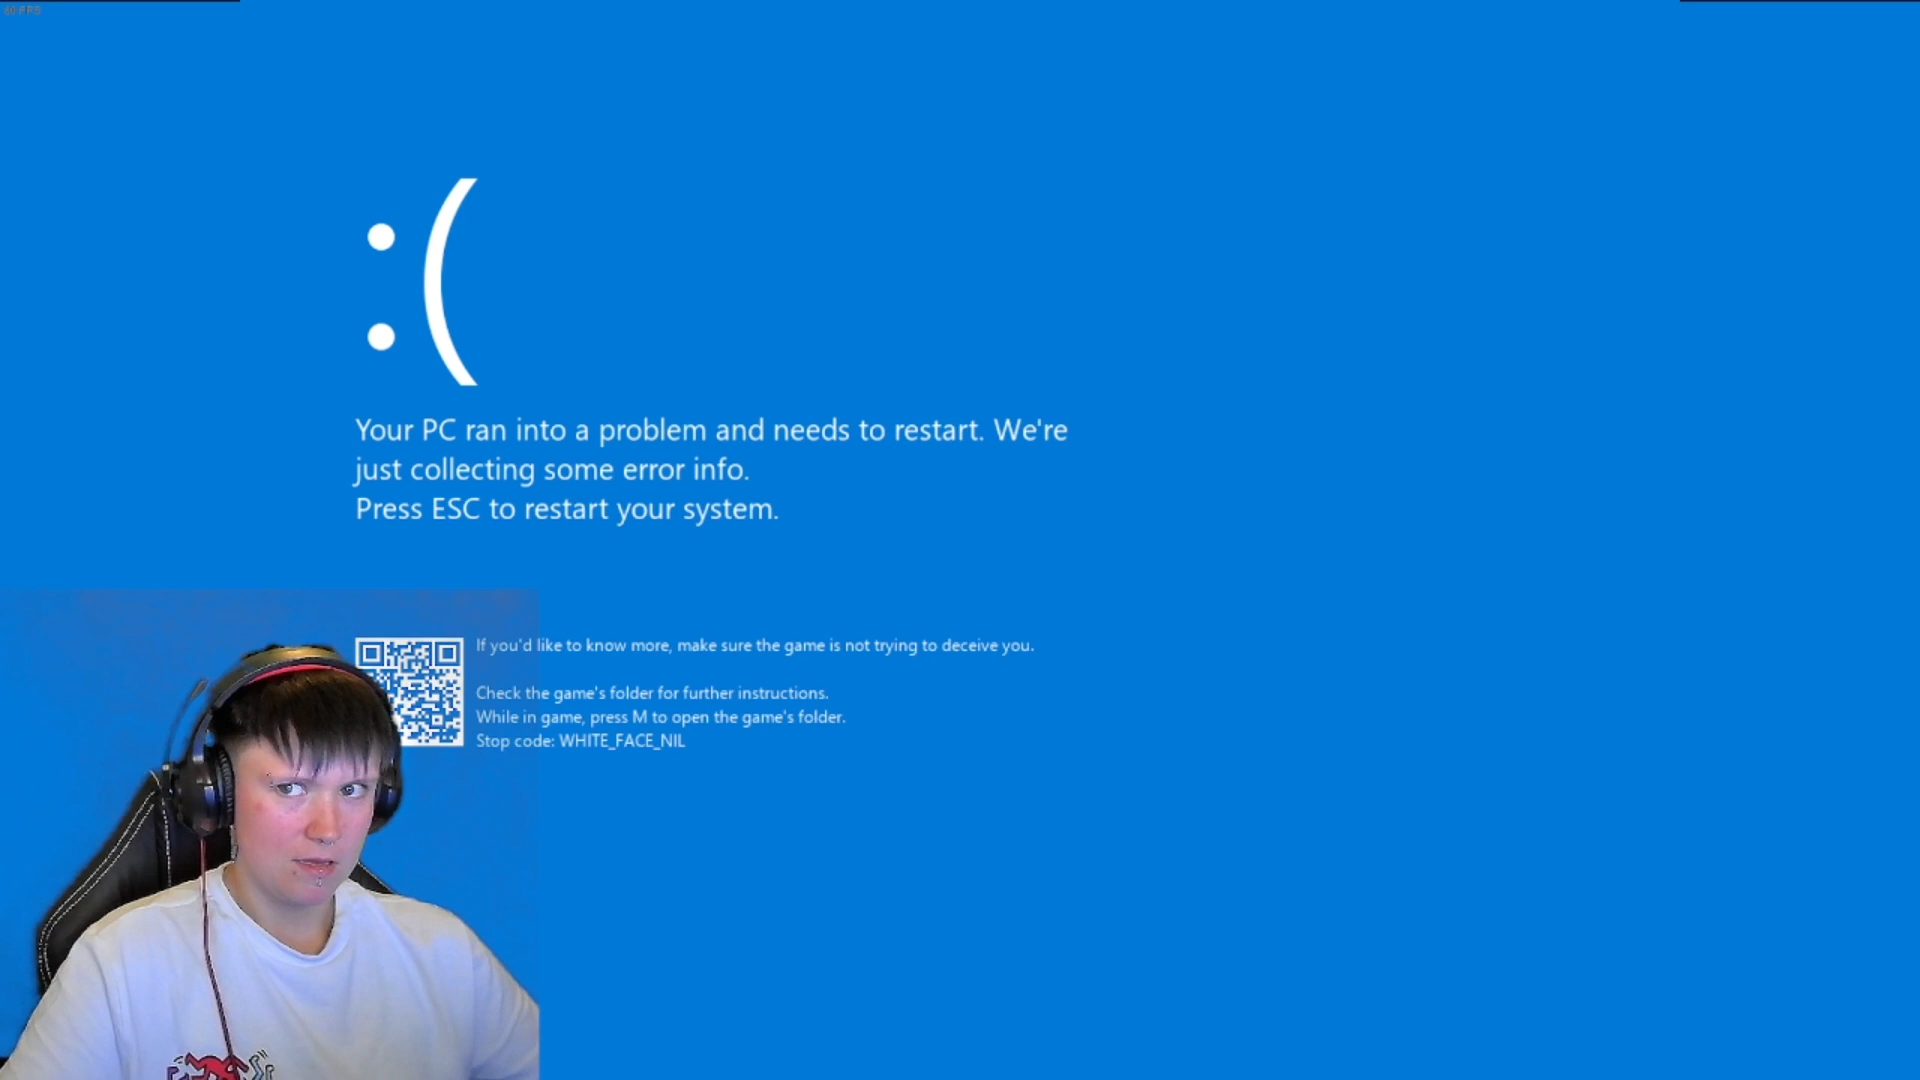 60 FPS
:(
Your PC ran into a problem and needs to restart. We're
just collecting some error info.
Press ESC to restart your system.
If you'd like to know more, make sure the game is not trying to deceive you.
Check the game's folder for further instructions.
While in game, press M to open the game's folder.
Stop code: WHITE_FACE_NIL